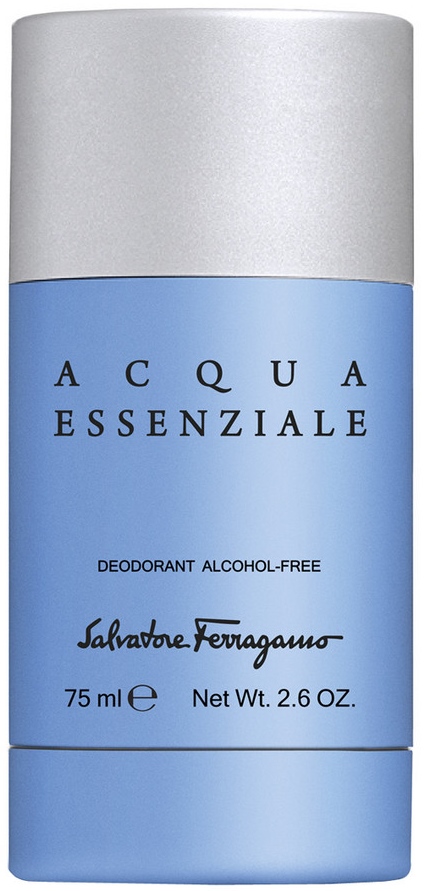 ACQUA
ESSENZIALE
DEODORANT ALCOHOL-FREE
Salvatore Ferragamo
75 ml ℮ Net Wt. 2.6 OZ.